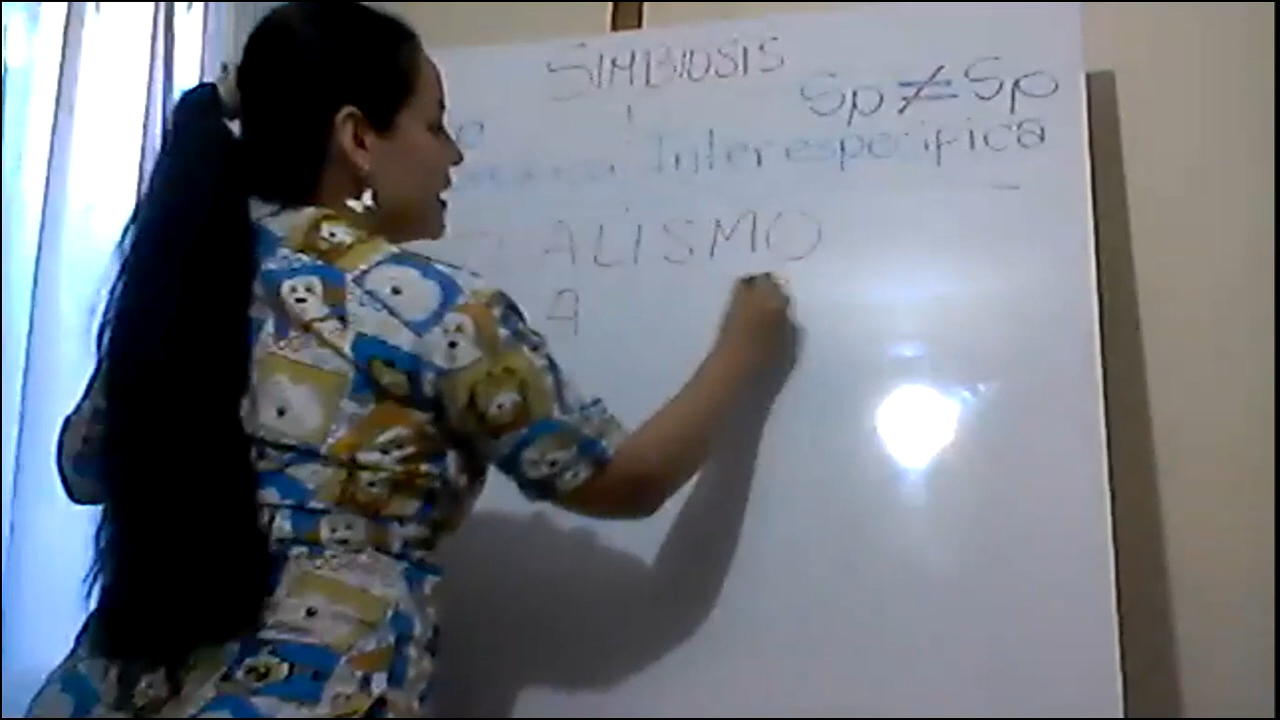 SIMBIOSIS
Sp ≠ Sp
Interespecífica
ALISMO
A